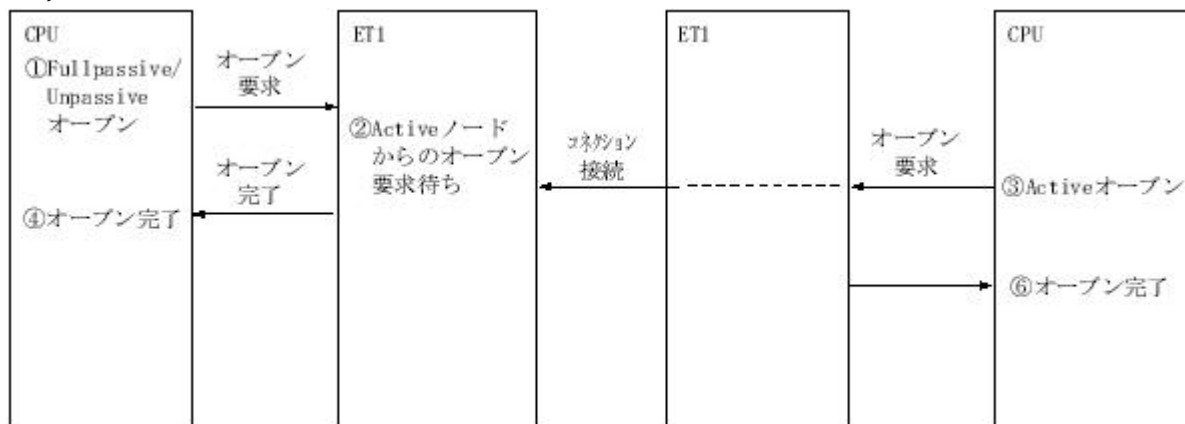 CPU
①Fullpassive/
Unpassive
オープン
④オープン完了
オープン
要求
オープン
完了
ET1
②Activeノード
からのオープン
要求待ち
コネクション
接続
ET1
オープン
要求
CPU
③Activeオープン
⑥オープン完了